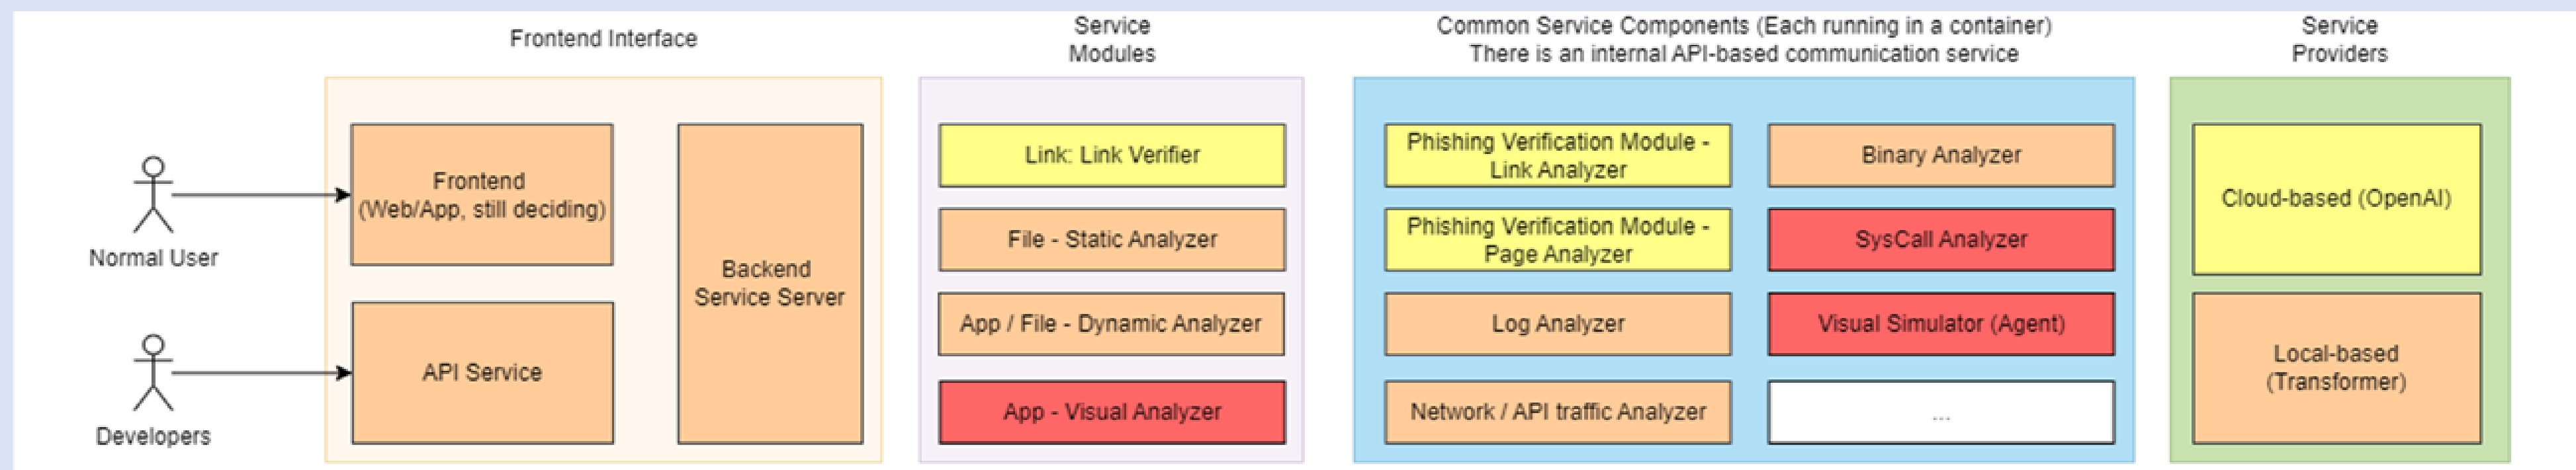 Frontend Interface
Service
Modules
Common Service Components (Each running in a container)
There is an internal API-based communication service
Service
Providers
Normal User
Developers
Frontend
(Web/App, still deciding)
API Service
Backend
Service Server
Link: Link Verifier
File - Static Analyzer
App / File - Dynamic Analyzer
App - Visual Analyzer
Phishing Verification Module -
Link Analyzer
Phishing Verification Module -
Page Analyzer
Log Analyzer
Network / API traffic Analyzer
Binary Analyzer
SysCall Analyzer
Visual Simulator (Agent)
...
Cloud-based (OpenAI)
Local-based
(Transformer)